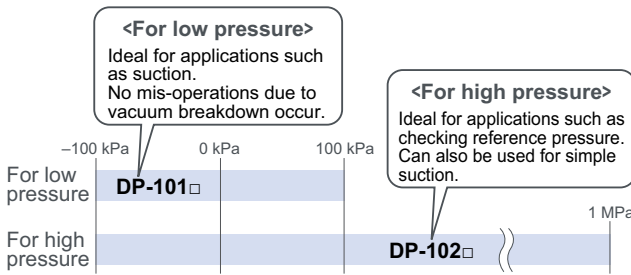 <For low pressure>
Ideal for applications such
as suction.
No mis-operations due to
vacuum breakdown occur.
<For high pressure>
Ideal for applications such as
checking reference pressure.
Can also be used for simple
suction.
–100 kPa
0 kPa
100 kPa
1 MPa
For low
pressure
DP-101□
For high
pressure
DP-102□